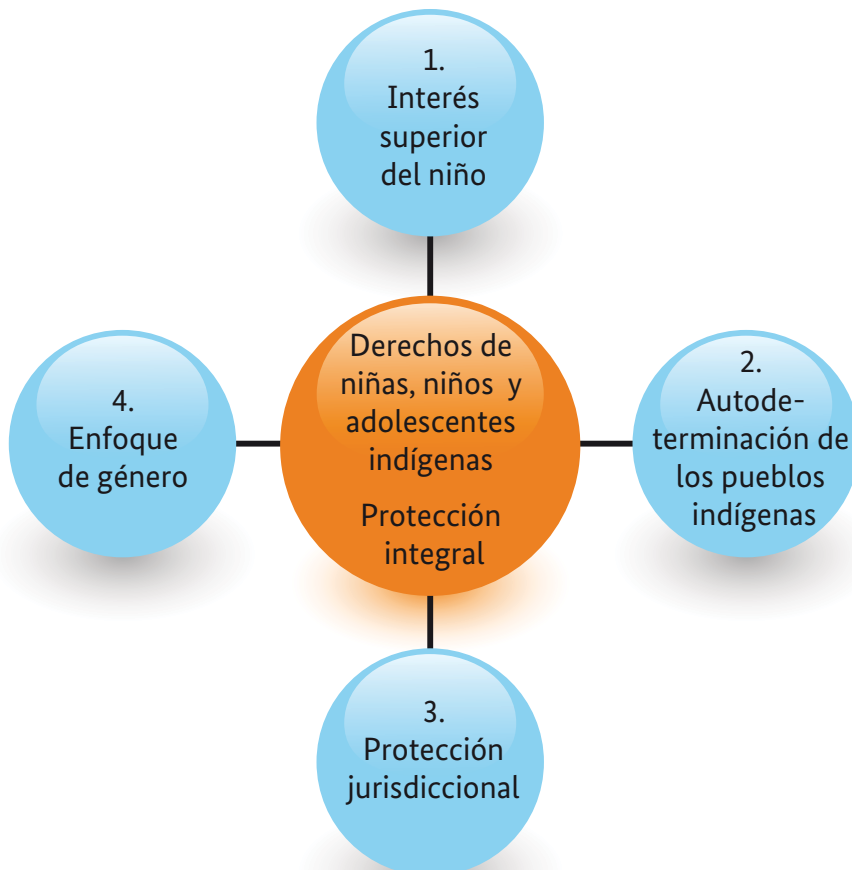 1.
Interés
superior
del niño
Derechos de
niñas, niños y
adolescentes
indígenas
Protección
integral
2.
Autode-
terminación de
los pueblos
indígenas
3.
Protección
jurisdiccional
4.
Enfoque
de género